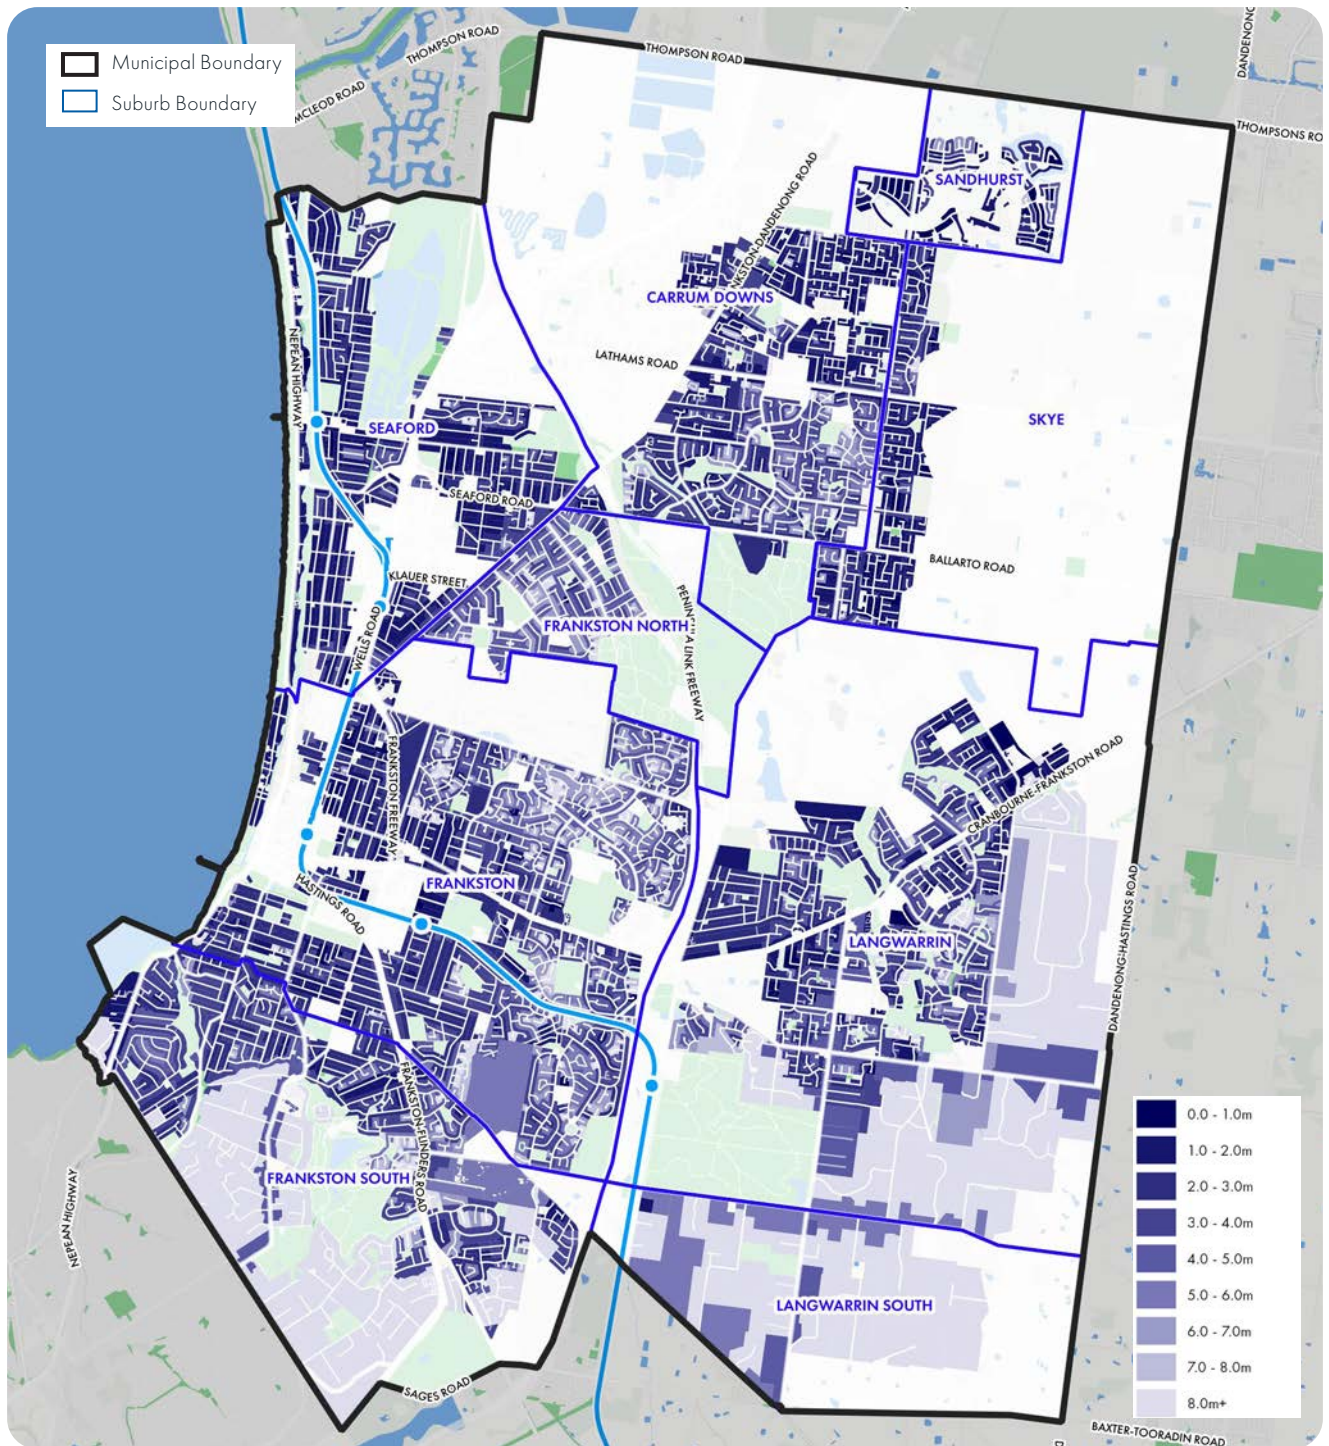 Municipal Boundary
Suburb Boundary
THOMPSON ROAD
MCLEOD ROAD
THOMPSON ROAD
DANDENONG
THOMPSONS RO
SANDHURST
NKSTON-DANDENONG ROAD
CARRUM DOWNS
NEPEAN HIGHWAY
LATHAMS ROAD
SKYE
SEAFORD
SEAFORD ROAD
KLAUER STREET
BALLARTO ROAD
WELLS ROAD
FRANKSTON NORTH
LINK FREEWAY
FRANKSTON FREEWAY
CRANBOURNE-FRANKSTON ROAD
FRANKSTON
HASTINGS ROAD
LANGWARRIN
DANDENONG-HASTINGS ROAD
FRANKSTON-FLINDERS ROAD
FRANKSTON SOUTH
NEPEAN HIGHWAY
LANGWARRIN SOUTH
SAGES ROAD
BAXTER-TOORADIN ROAD
0.0 - 1.0m
1.0 - 2.0m
2.0 - 3.0m
3.0 - 4.0m
4.0 - 5.0m
5.0 - 6.0m
6.0 - 7.0m
7.0 - 8.0m
8.0m+